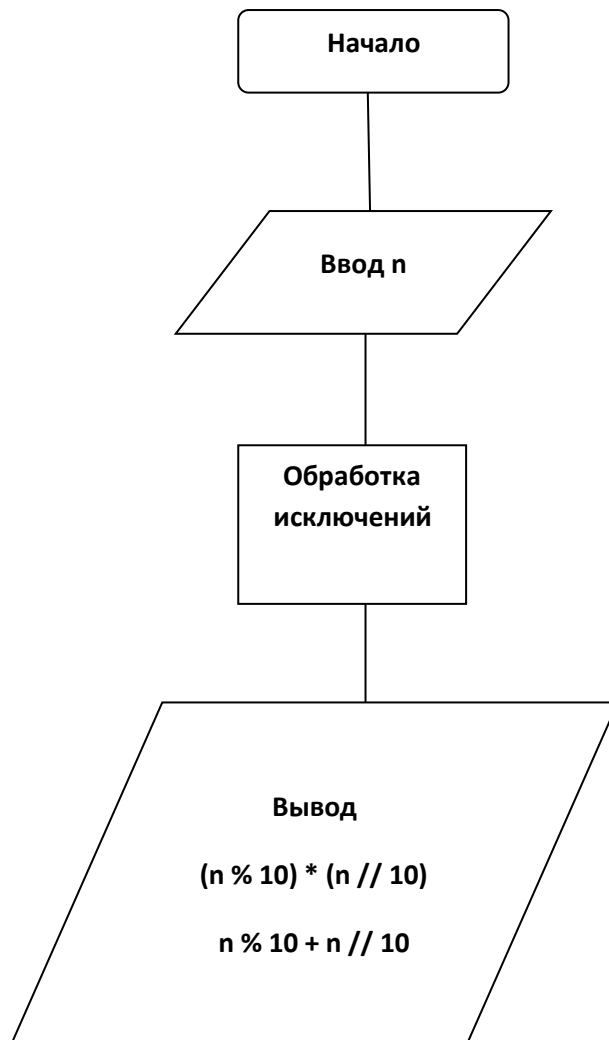 Начало
Ввод n
Обработка
исключений
Вывод
(n % 10) * (n // 10)
n % 10 + n // 10